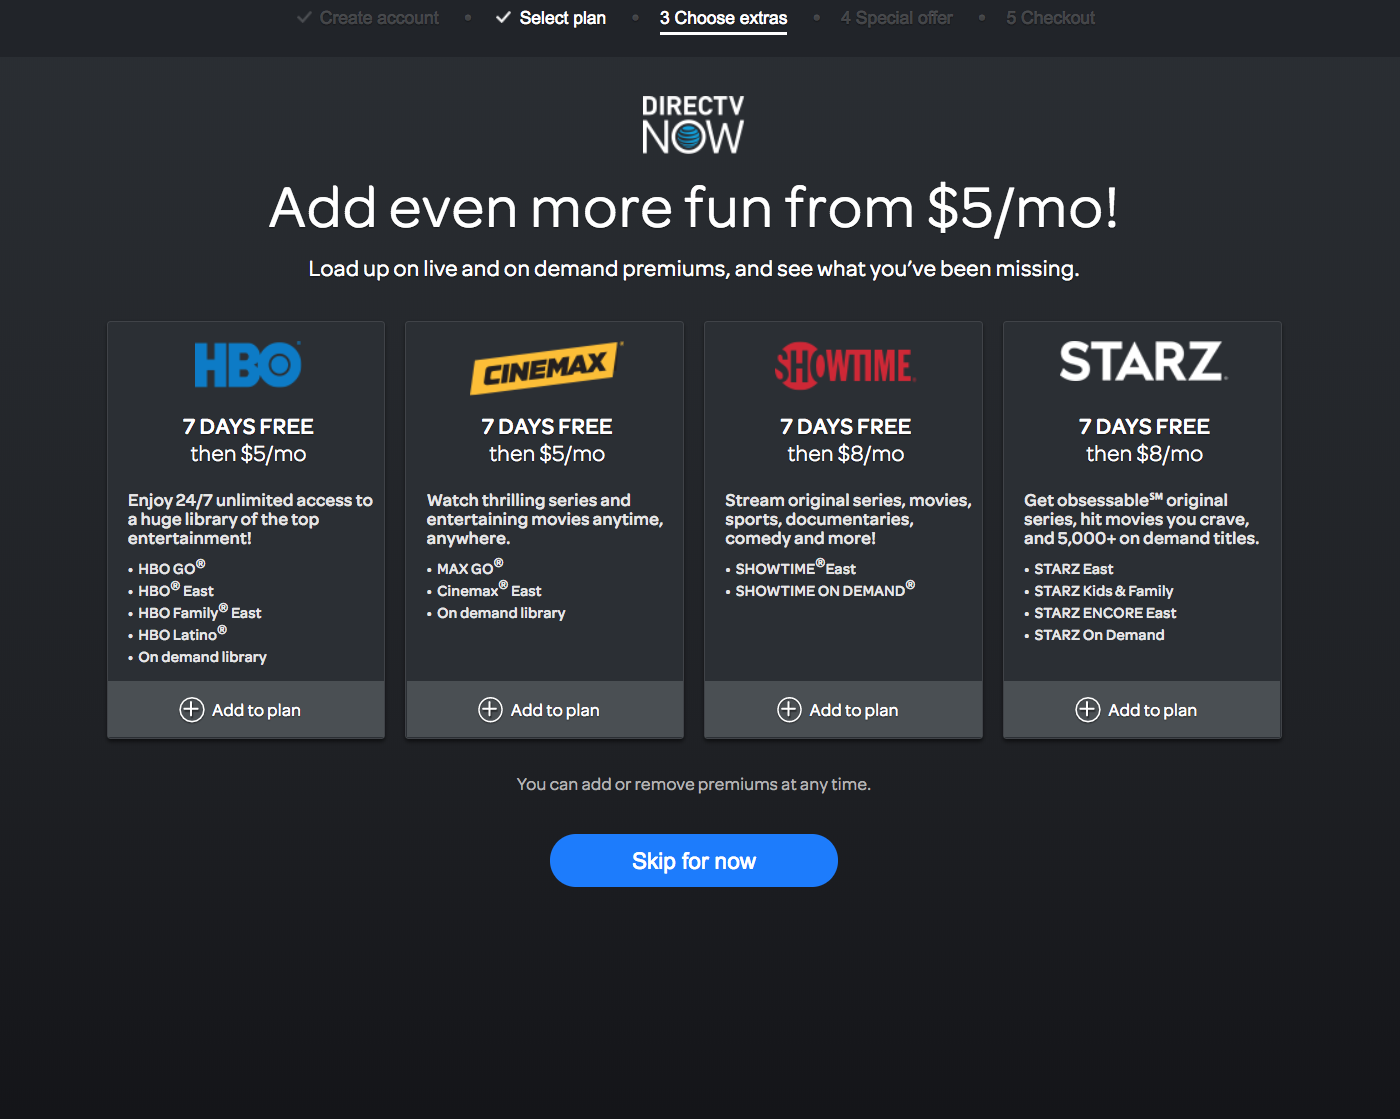 Create account • Select plan • 3 Choose extras • 4 Special offer • 5 Checkout
DIRECTV
NOW
Add even more fun from $5/mo!
Load up on live and on demand premiums, and see what you've been missing.
HBO
7 DAYS FREE
then $5/mo
Enjoy 24/7 unlimited access to
a huge library of the top
entertainment!
• HBO GO®
• HBO® East
• HBO Family® East
• HBO Latino®
• On demand library
Add to plan
CINEMAX
7 DAYS FREE
then $5/mo
Watch thrilling series and
entertaining movies anytime,
anywhere.
• MAX GO®
• Cinemax® East
• On demand library
Add to plan
SHOWTIME
7 DAYS FREE
then $8/mo
Stream original series, movies,
sports, documentaries,
comedy and more!
• SHOWTIME®East
• SHOWTIME ON DEMAND®
Add to plan
STARZ
7 DAYS FREE
then $8/mo
Get obsessable℠ original
series, hit movies you crave,
and 5,000+ on demand titles.
• STARZ East
• STARZ Kids & Family
• STARZ ENCORE East
• STARZ On Demand
Add to plan
You can add or remove premiums at any time.
Skip for now